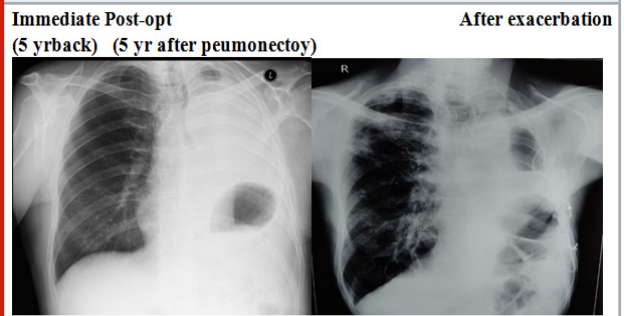 Immediate Post-opt
After exacerbation
(5 yrback) (5 yr after peumonectoy)
L
R